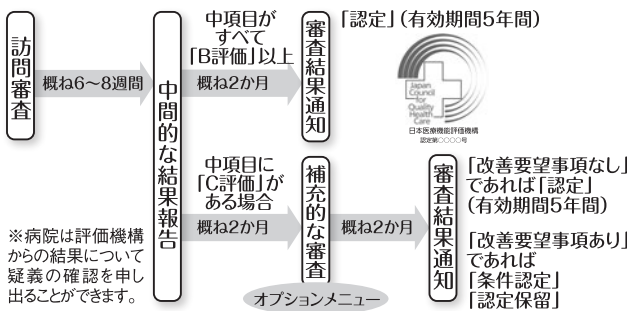 訪問審査
概ね6～8週間
中間的な結果報告
中項目が
すべて
「B評価」以上
概ね2か月
審査結果通知
「認定」（有効期間5年間）
Japan
Council
for
Quality
Health
Care
日本医療機能評価機構
認定第○○○○号
中項目に
「C評価」が
ある場合
概ね2か月
補充的な審査
オプションメニュー
概ね2か月
審査結果通知
「改善要望事項なし」
であれば「認定」
（有効期間5年間）
「改善要望事項あり」
であれば
「条件認定」
「認定保留」
※病院は評価機構
からの結果について
疑義の確認を申し
出ることができます。